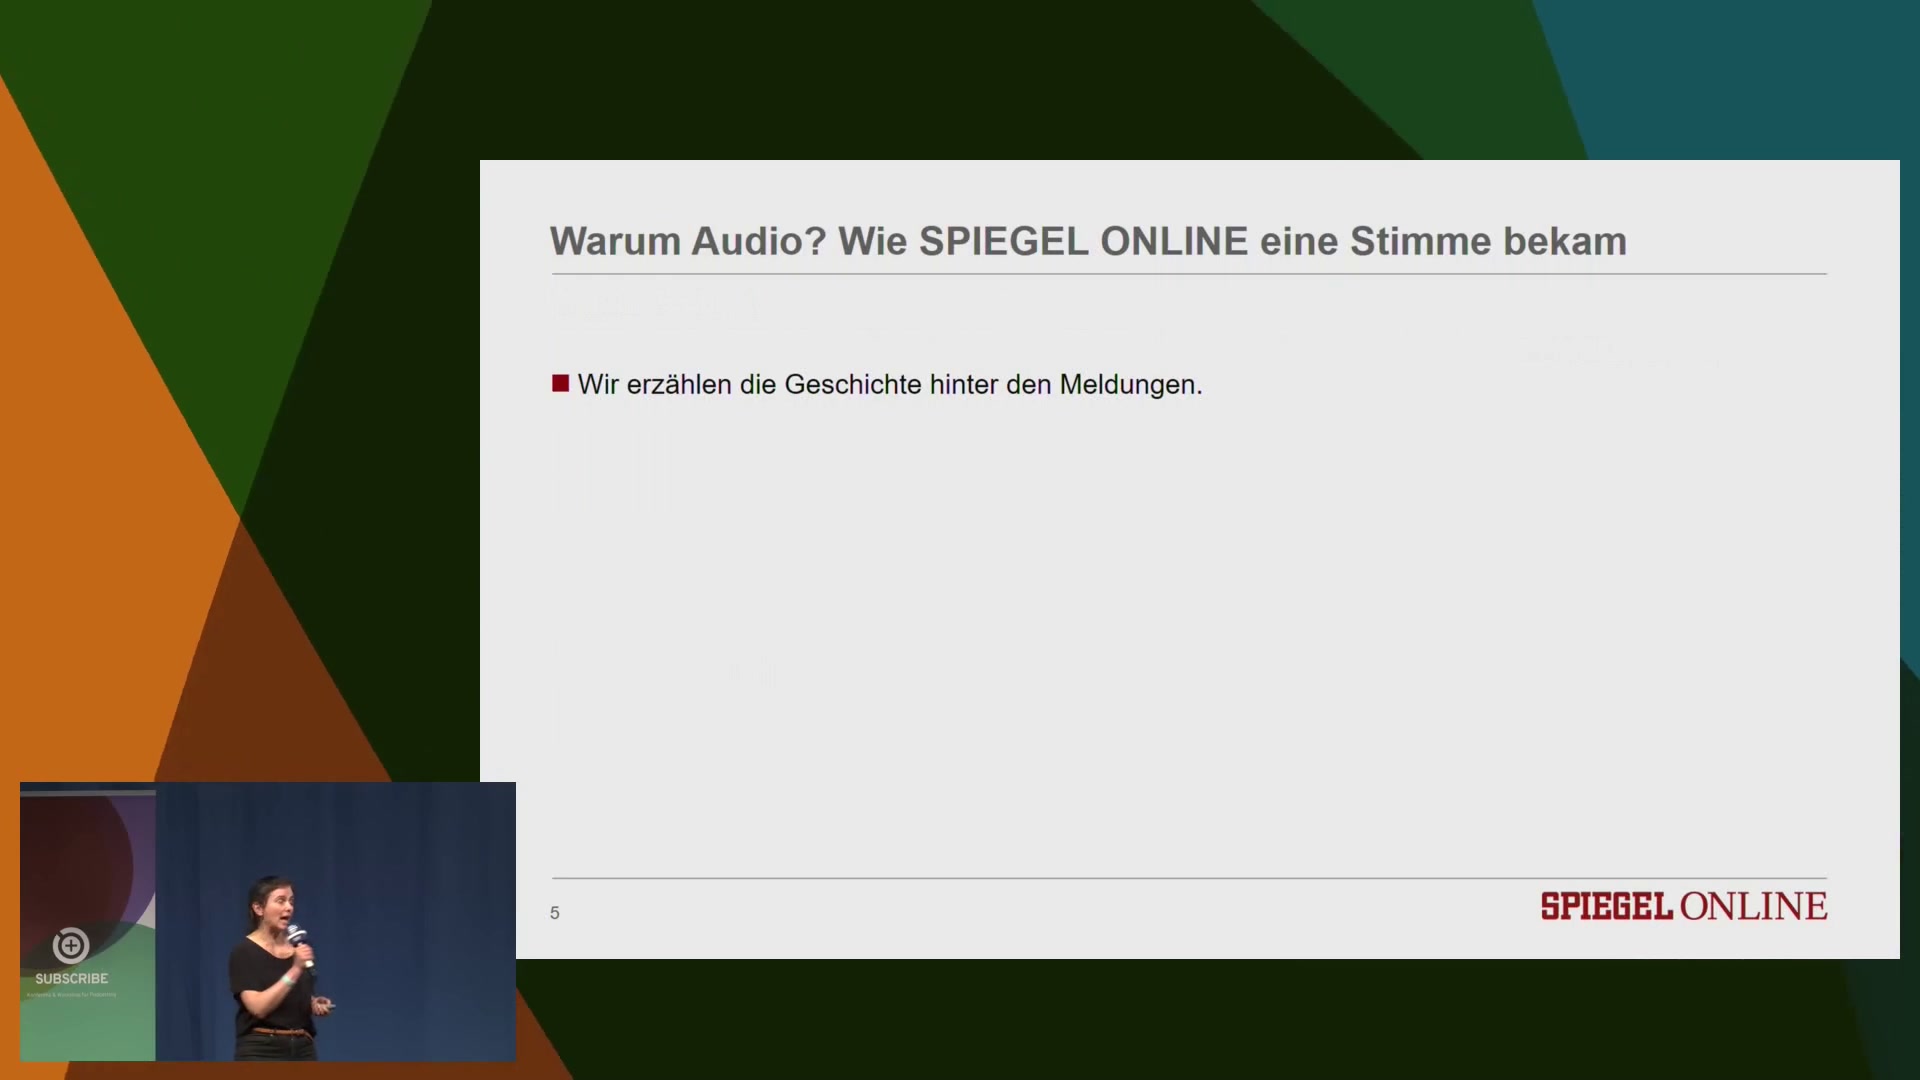 Warum Audio? Wie SPIEGEL ONLINE eine Stimme bekam
Wir erzählen die Geschichte hinter den Meldungen.
5
SPIEGEL ONLINE
SUBSCRIBE